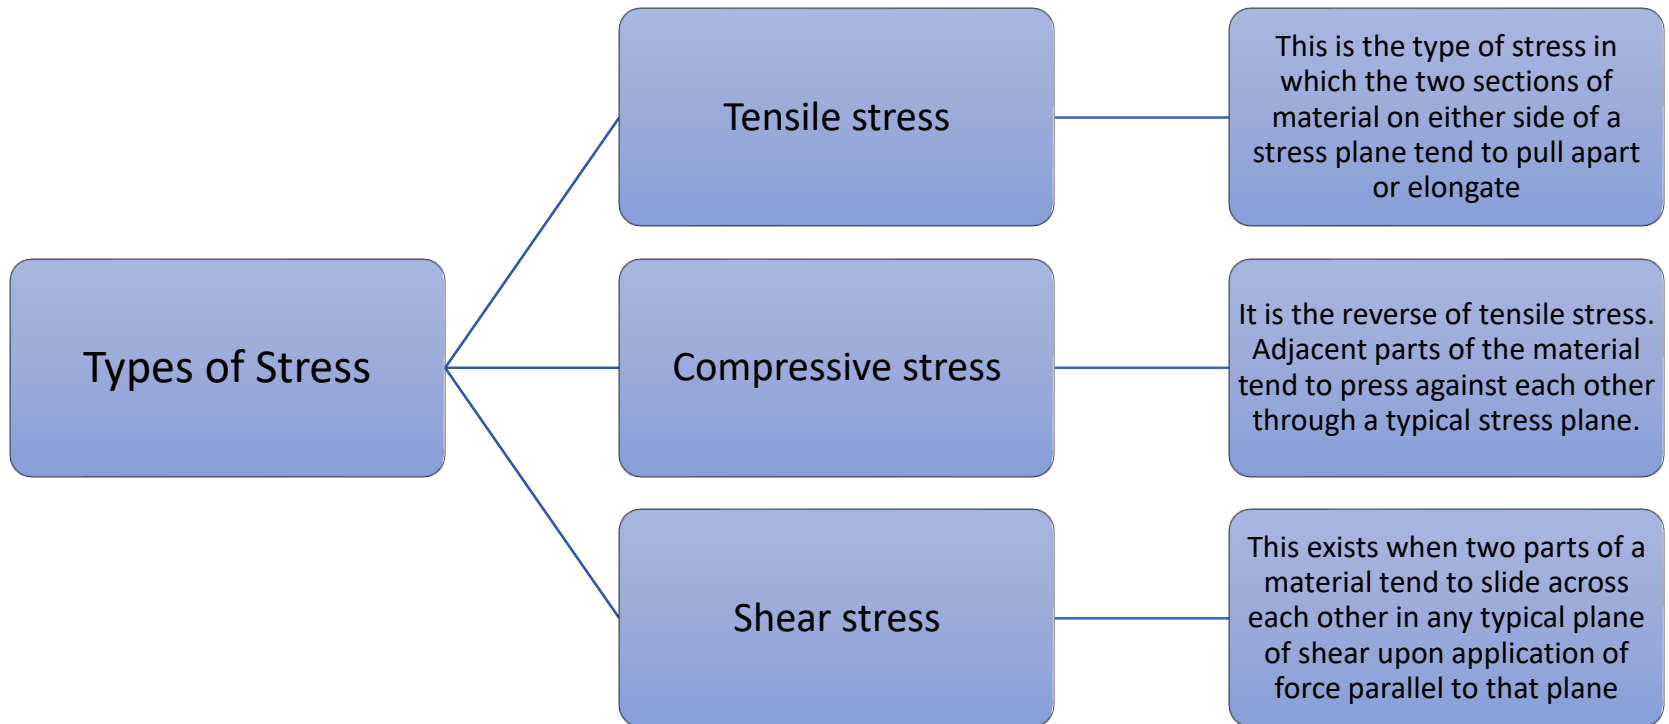 Types of Stress
Tensile stress
This is the type of stress in
which the two sections of
material on either side of a
stress plane tend to pull apart
or elongate
Compressive stress
It is the reverse of tensile stress.
Adjacent parts of the material
tend to press against each other
through a typical stress plane.
Shear stress
This exists when two parts of a
material tend to slide across
each other in any typical plane
of shear upon application of
force parallel to that plane